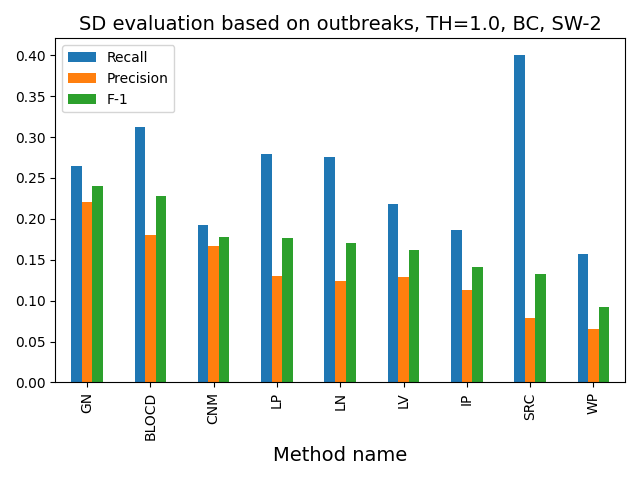 SD evaluation based on outbreaks, TH=1.0, BC, SW-2
Recall
Precision
F-1
0.40
0.35
0.30
0.25
0.20
0.15
0.10
0.05
0.00
GN
BLOCD
CNM
LP
LN
LV
IP
SRC
WP
Method name